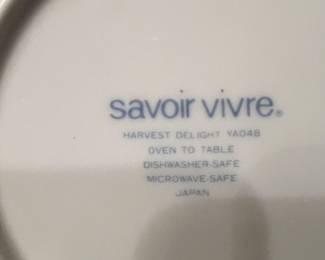 savoir vivre®
HARVEST DELIGHT YA048
OVEN TO TABLE
DISHWASHER-SAFE
MICROWAVE-SAFE
JAPAN